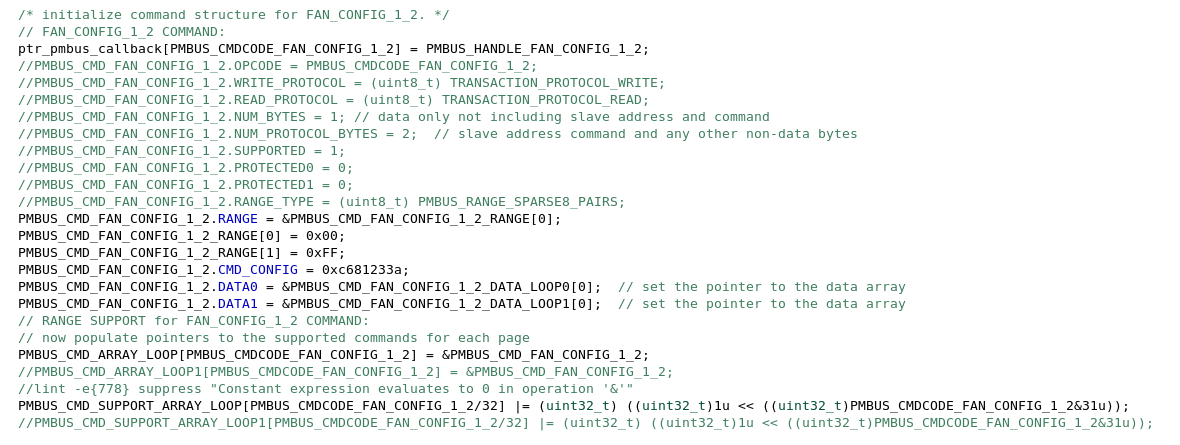 /* initialize command structure for FAN_CONFIG_1_2. */
// FAN_CONFIG_1_2 COMMAND:
ptr_pmbus_callback[PMBUS_CMDCODE_FAN_CONFIG_1_2] = PMBUS_HANDLE_FAN_CONFIG_1_2;
//PMBUS_CMD_FAN_CONFIG_1_2.OPCODE = PMBUS_CMDCODE_FAN_CONFIG_1_2;
//PMBUS_CMD_FAN_CONFIG_1_2.WRITE_PROTOCOL = (uint8_t) TRANSACTION_PROTOCOL_WRITE;
//PMBUS_CMD_FAN_CONFIG_1_2.READ_PROTOCOL = (uint8_t) TRANSACTION_PROTOCOL_READ;
//PMBUS_CMD_FAN_CONFIG_1_2.NUM_BYTES = 1; // data only not including slave address and command
//PMBUS_CMD_FAN_CONFIG_1_2.NUM_PROTOCOL_BYTES = 2;  // slave address command and any other non-data bytes
//PMBUS_CMD_FAN_CONFIG_1_2.SUPPORTED = 1;
//PMBUS_CMD_FAN_CONFIG_1_2.PROTECTED0 = 0;
//PMBUS_CMD_FAN_CONFIG_1_2.PROTECTED1 = 0;
//PMBUS_CMD_FAN_CONFIG_1_2.RANGE_TYPE = (uint8_t) PMBUS_RANGE_SPARSE8_PAIRS;
PMBUS_CMD_FAN_CONFIG_1_2.RANGE = &PMBUS_CMD_FAN_CONFIG_1_2_RANGE[0];
PMBUS_CMD_FAN_CONFIG_1_2_RANGE[0] = 0x00;
PMBUS_CMD_FAN_CONFIG_1_2_RANGE[1] = 0xFF;
PMBUS_CMD_FAN_CONFIG_1_2.CMD_CONFIG = 0xc681233a;
PMBUS_CMD_FAN_CONFIG_1_2.DATA0 = &PMBUS_CMD_FAN_CONFIG_1_2_DATA_LOOP0[0];  // set the pointer to the data array
PMBUS_CMD_FAN_CONFIG_1_2.DATA1 = &PMBUS_CMD_FAN_CONFIG_1_2_DATA_LOOP1[0];  // set the pointer to the data array
// RANGE SUPPORT for FAN_CONFIG_1_2 COMMAND:
// now populate pointers to the supported commands for each page
PMBUS_CMD_ARRAY_LOOP[PMBUS_CMDCODE_FAN_CONFIG_1_2] = &PMBUS_CMD_FAN_CONFIG_1_2;
//PMBUS_CMD_ARRAY_LOOP1[PMBUS_CMDCODE_FAN_CONFIG_1_2] = &PMBUS_CMD_FAN_CONFIG_1_2;
//lint -e{778} suppress "Constant expression evaluates to 0 in operation '&'"
PMBUS_CMD_SUPPORT_ARRAY_LOOP[PMBUS_CMDCODE_FAN_CONFIG_1_2/32] |= (uint32_t) ((uint32_t)1u << ((uint32_t)PMBUS_CMDCODE_FAN_CONFIG_1_2&31u));
//PMBUS_CMD_SUPPORT_ARRAY_LOOP1[PMBUS_CMDCODE_FAN_CONFIG_1_2/32] |= (uint32_t) ((uint32_t)1u << ((uint32_t)PMBUS_CMDCODE_FAN_CONFIG_1_2&31u));